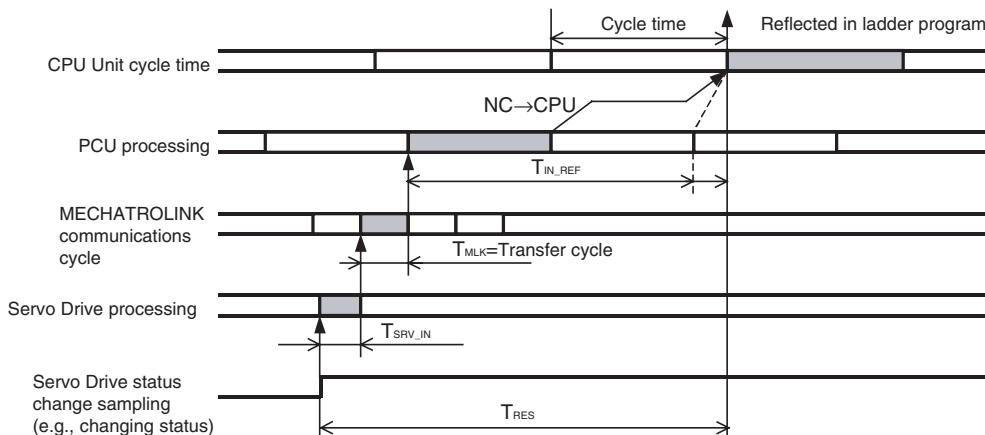 Cycle time
Reflected in ladder program
CPU Unit cycle time
NC→CPU
PCU processing
TIN_REF
MECHATROLINK
communications
cycle
TMLK=Transfer cycle
Servo Drive processing
TSRV_IN
Servo Drive status
change sampling
(e.g., changing status)
TRES